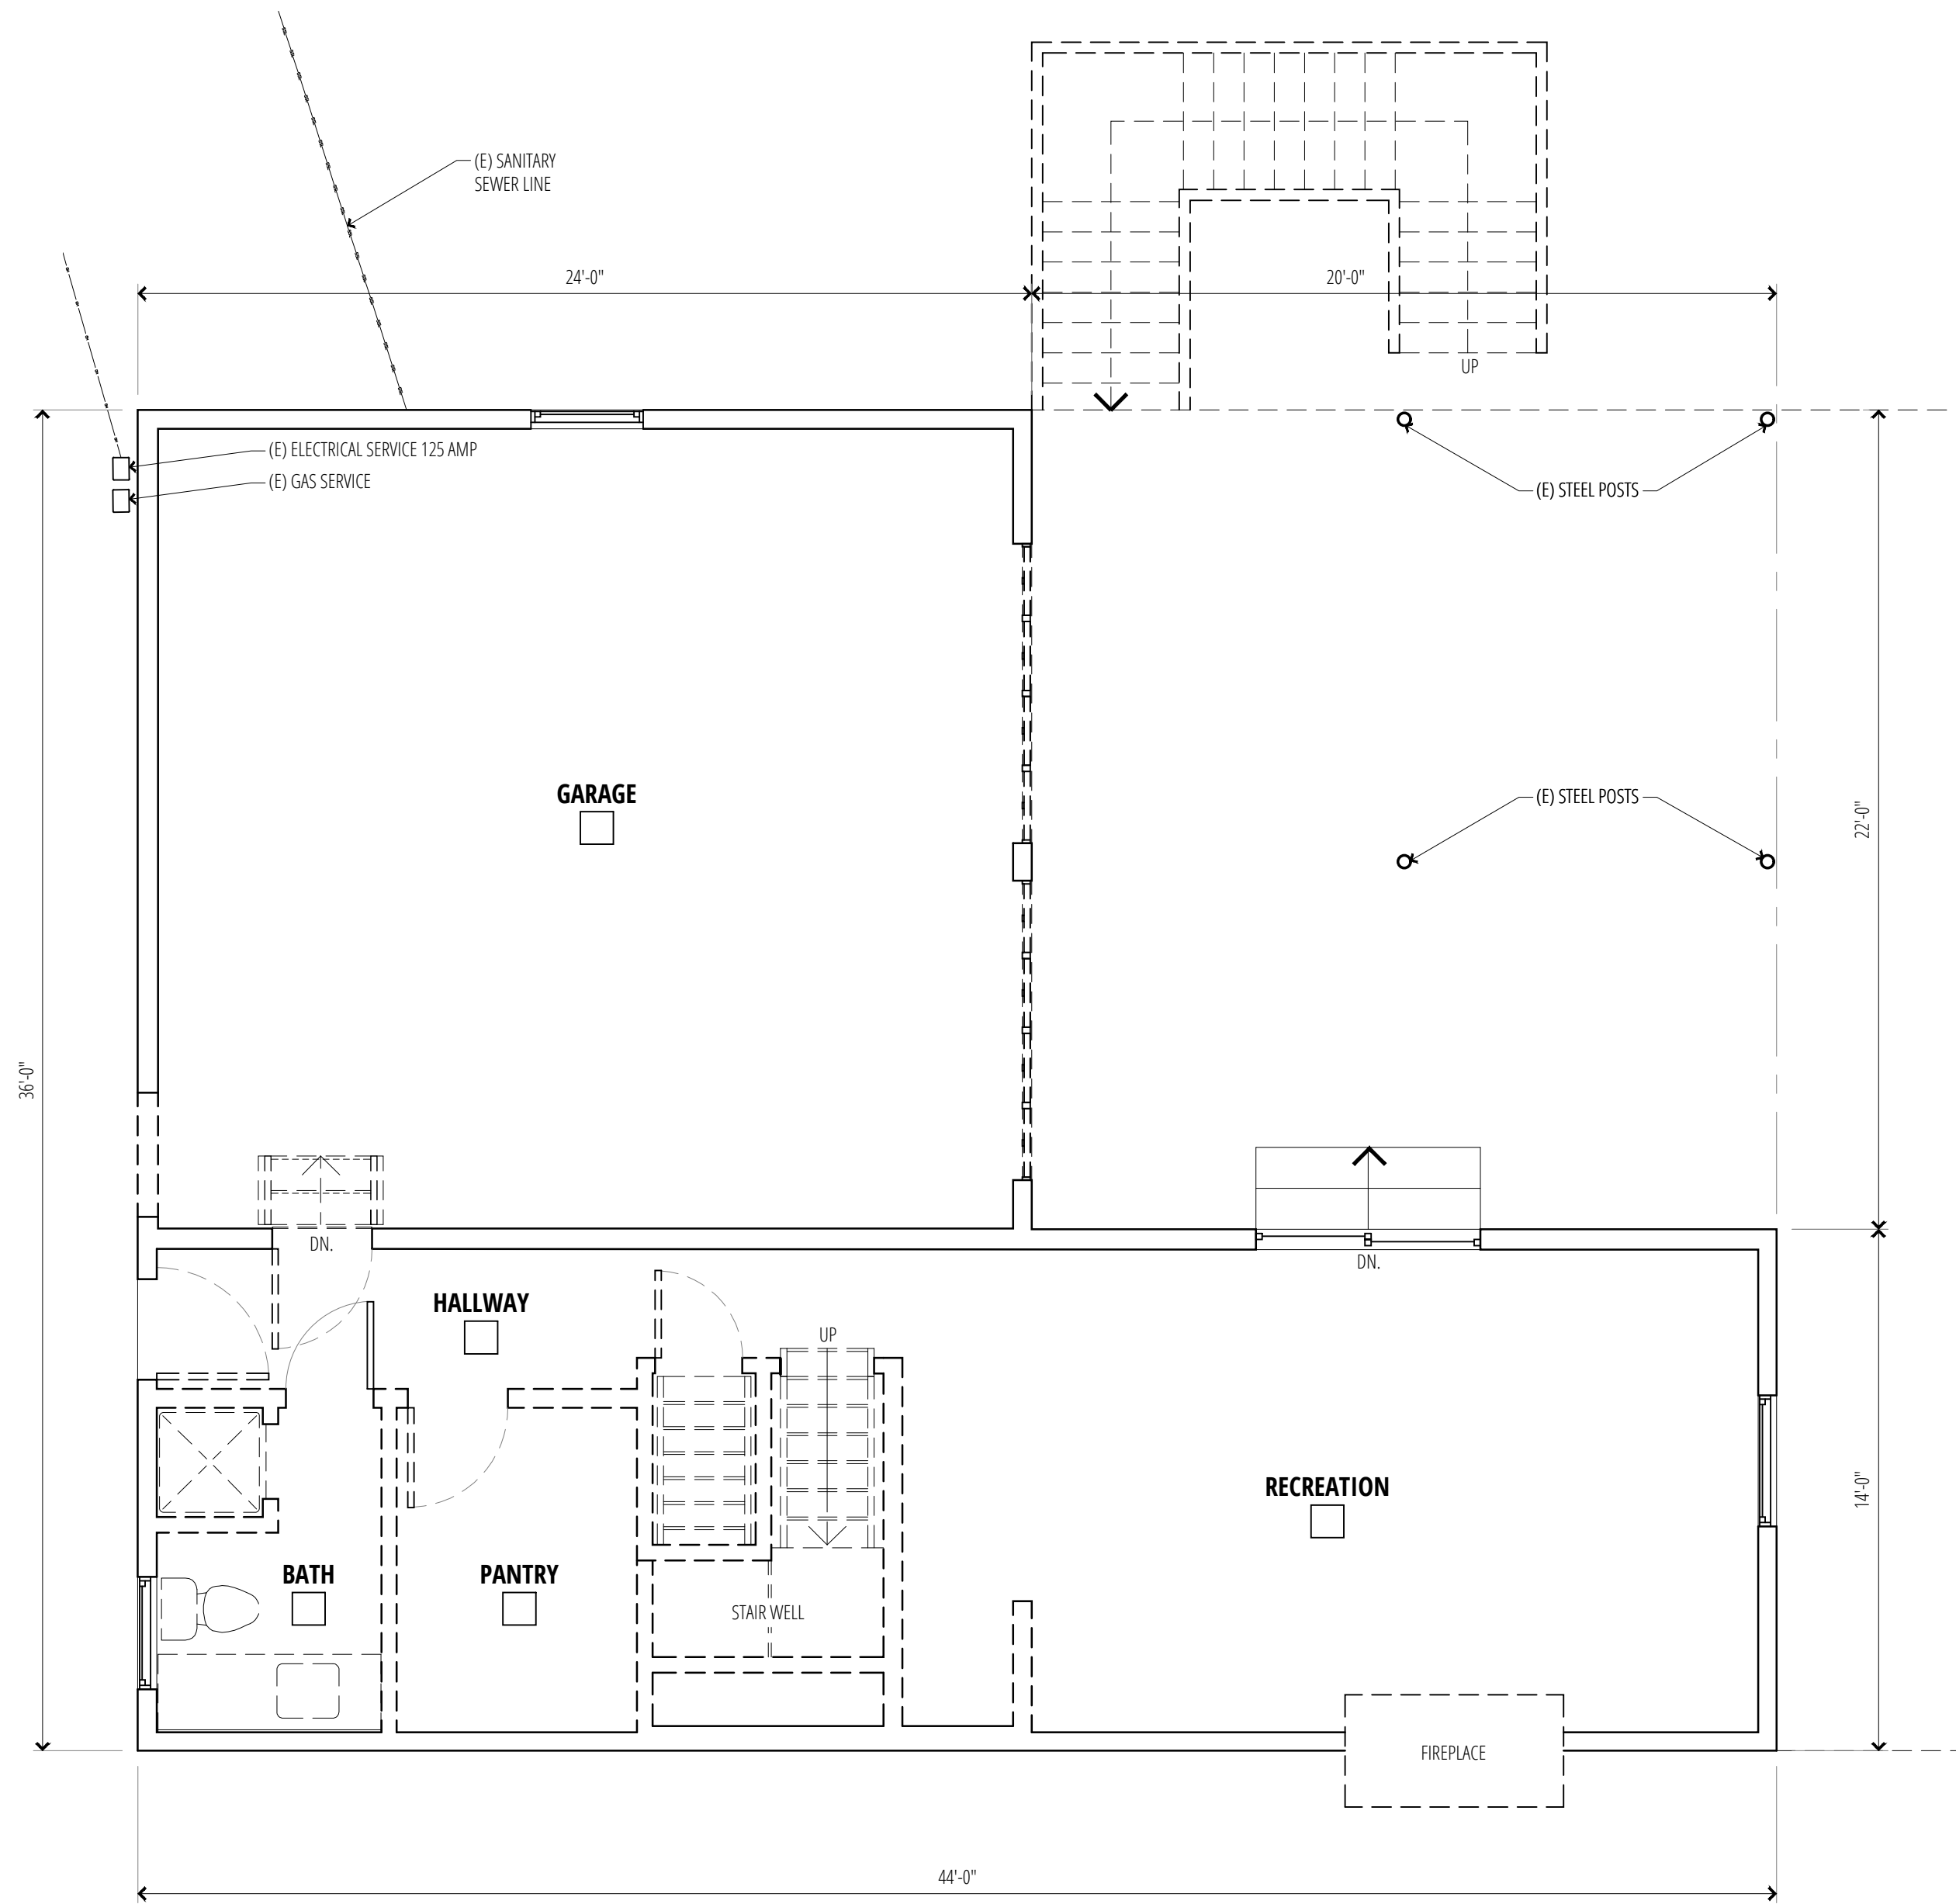 (E) SANITARY
SEWER LINE
24'-0"
20'-0"
UP
(E) ELECTRICAL SERVICE 125 AMP
(E) GAS SERVICE
(E) STEEL POSTS
GARAGE
(E) STEEL POSTS
22'-0"
36'-0"
DN.
DN.
HALLWAY
UP
RECREATION
14'-0"
BATH
PANTRY
STAIR WELL
FIREPLACE
44'-0"